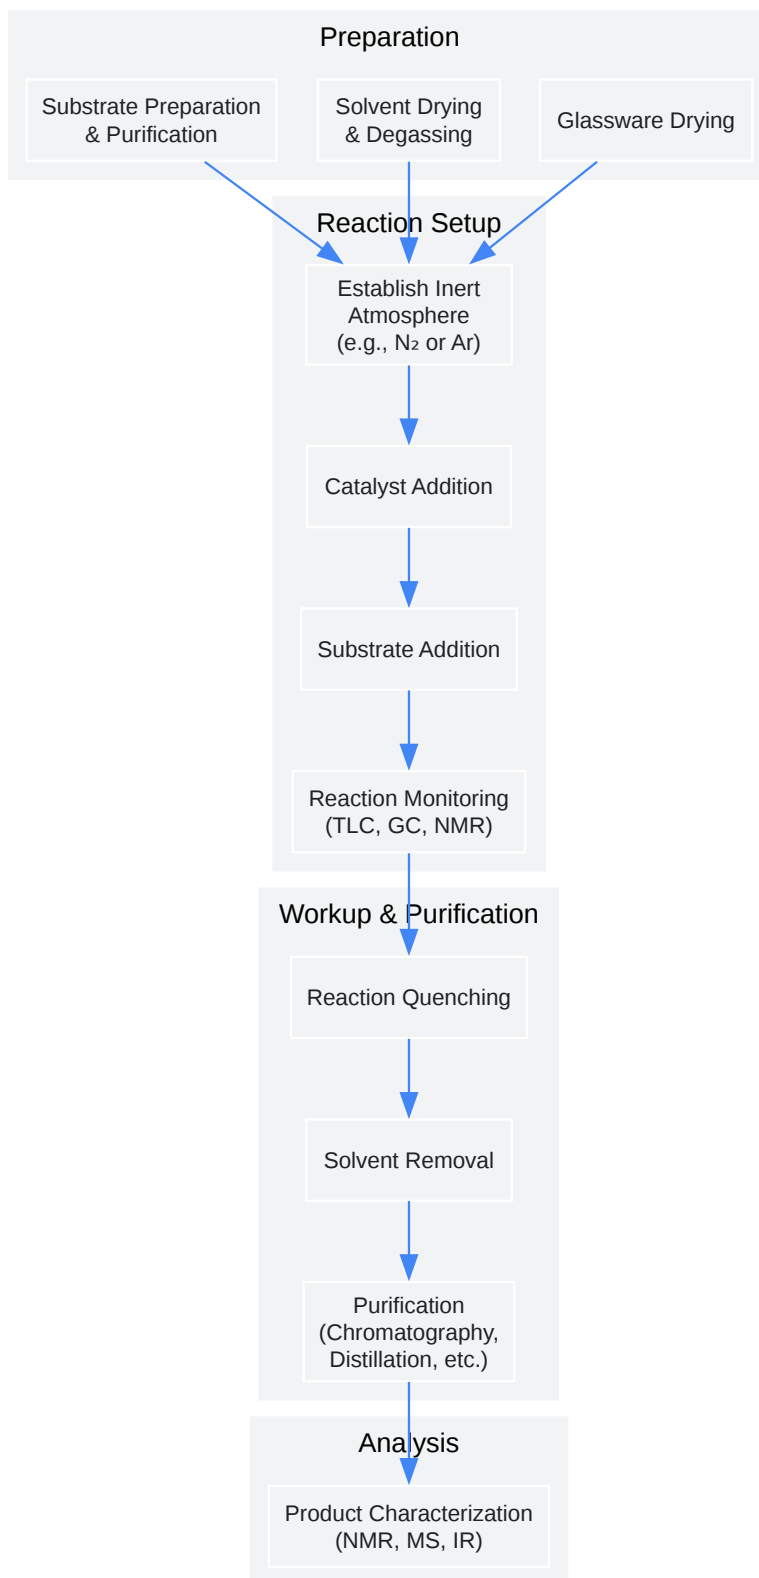 Preparation
Substrate Preparation
& Purification
Solvent Drying
& Degassing
Glassware Drying
Reaction Setup
Establish Inert
Atmosphere
(e.g., N₂ or Ar)
Catalyst Addition
Substrate Addition
Reaction Monitoring
(TLC, GC, NMR)
Workup & Purification
Reaction Quenching
Solvent Removal
Purification
(Chromatography,
Distillation, etc.)
Analysis
Product Characterization
(NMR, MS, IR)